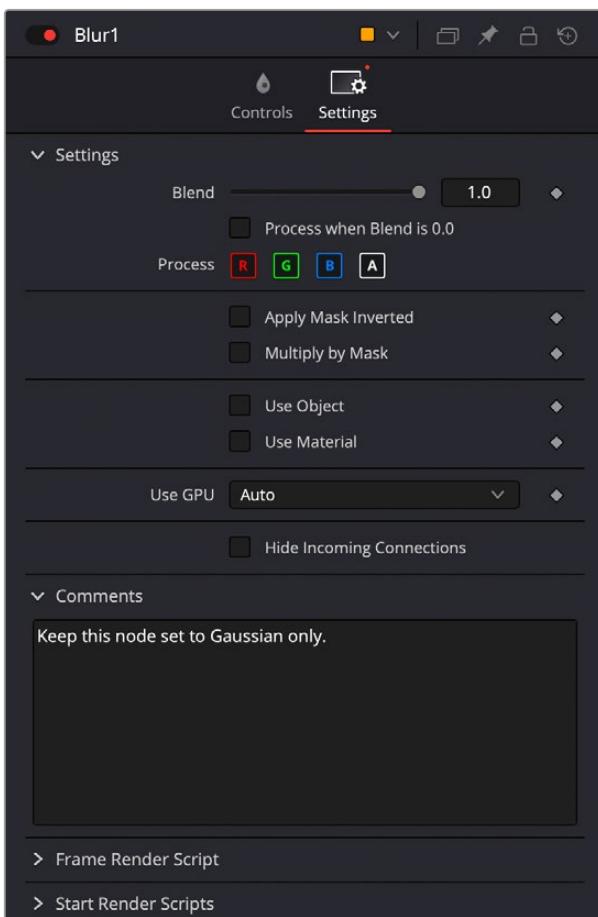 Blur1
Controls Settings
Settings
Blend 1.0
Process when Blend is 0.0
Process R G B A
Apply Mask Inverted
Multiply by Mask
Use Object
Use Material
Use GPU Auto
Hide Incoming Connections
Comments
Keep this node set to Gaussian only.
Frame Render Script
Start Render Scripts